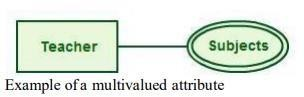 Teacher
Subjects
Example of a multivalued attribute